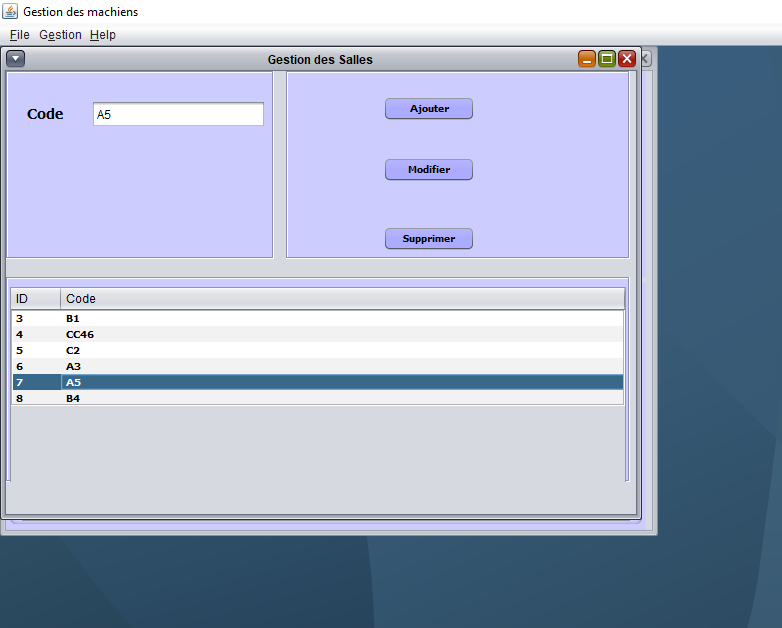 Gestion des machiens
File Gestion Help
Gestion des Salles
Code A5
Ajouter
Modifier
Supprimer
ID Code
3 B1
4 CC46
5 C2
6 A3
7 A5
8 B4